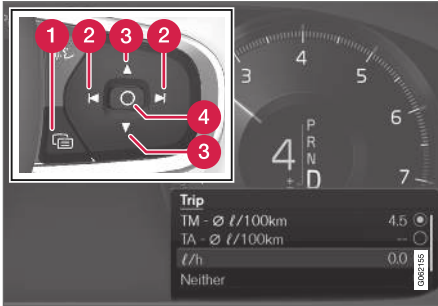 1
2
3
2
4
3
3
4
5
6
7
4
±
P
R
N
D
Trip
TM - Ø ℓ/100km 4.5
TA - Ø ℓ/100km --
ℓ/h 0.0
Neither
G062155